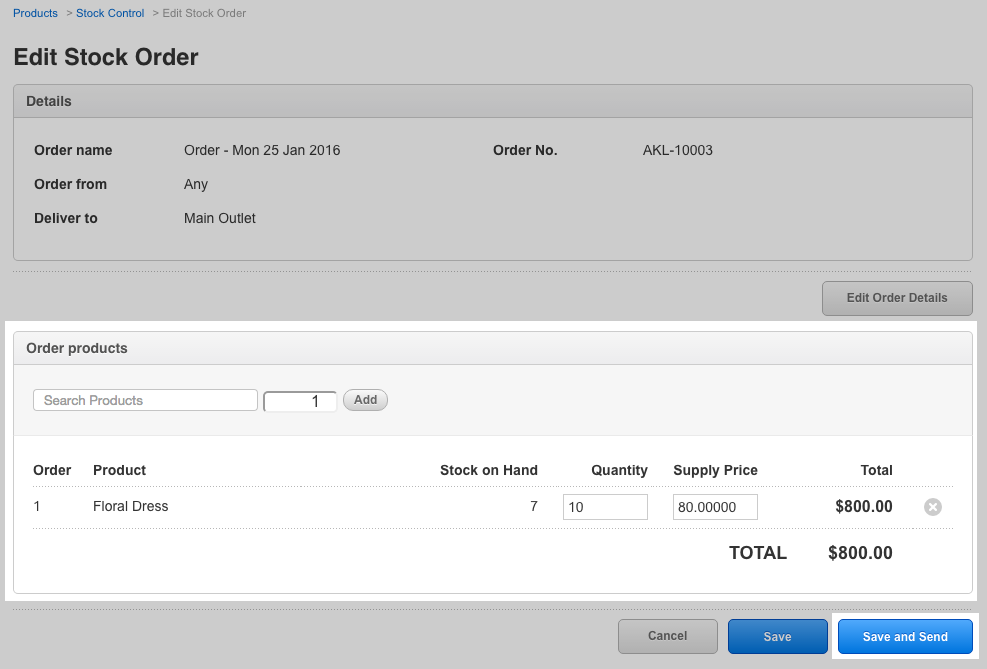 Products > Stock Control > Edit Stock Order
Edit Stock Order
Details
Order name Order - Mon 25 Jan 2016 Order No. AKL-10003
Order from Any
Deliver to Main Outlet
Edit Order Details
Order products
Search Products 1 Add
Order Product Stock on Hand Quantity Supply Price Total
1 Floral Dress 7 10 80.00000 $800.00
TOTAL $800.00
Cancel Save Save and Send